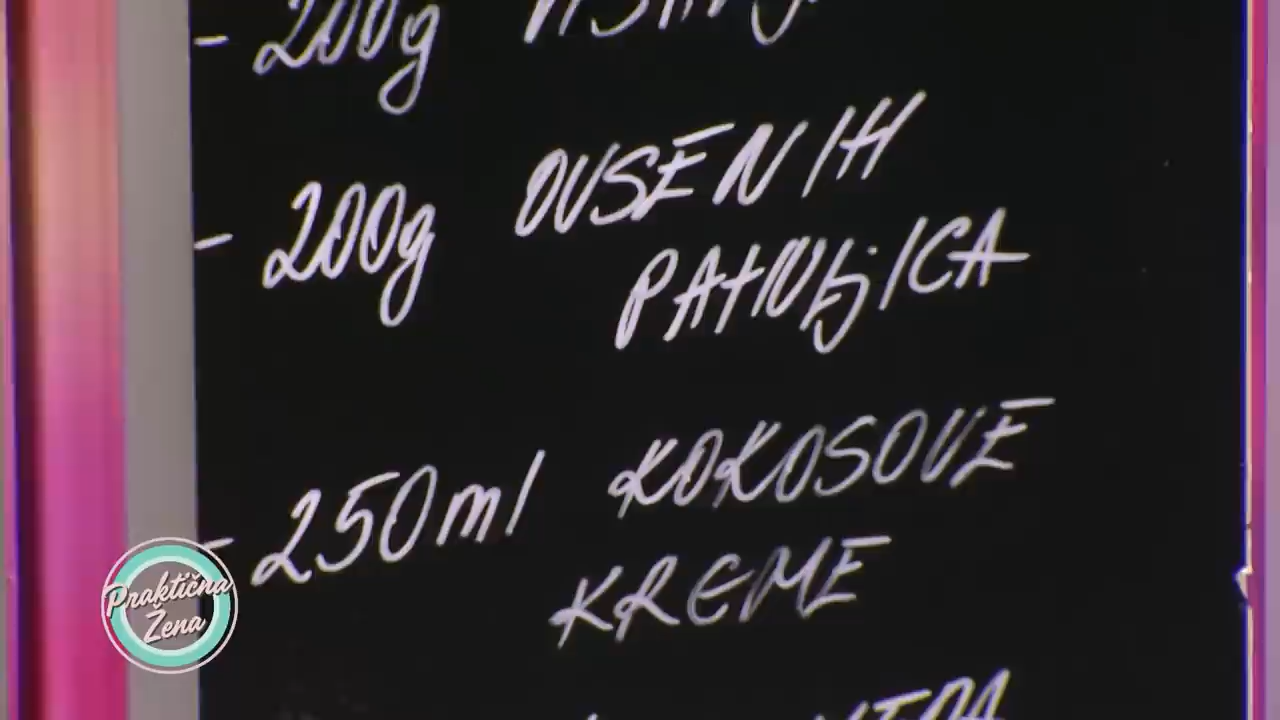 - 200g
- 200g OVSENIH
PAHULjICA
- 250ml KOKOSOVE
KREME
Praktična
Žena